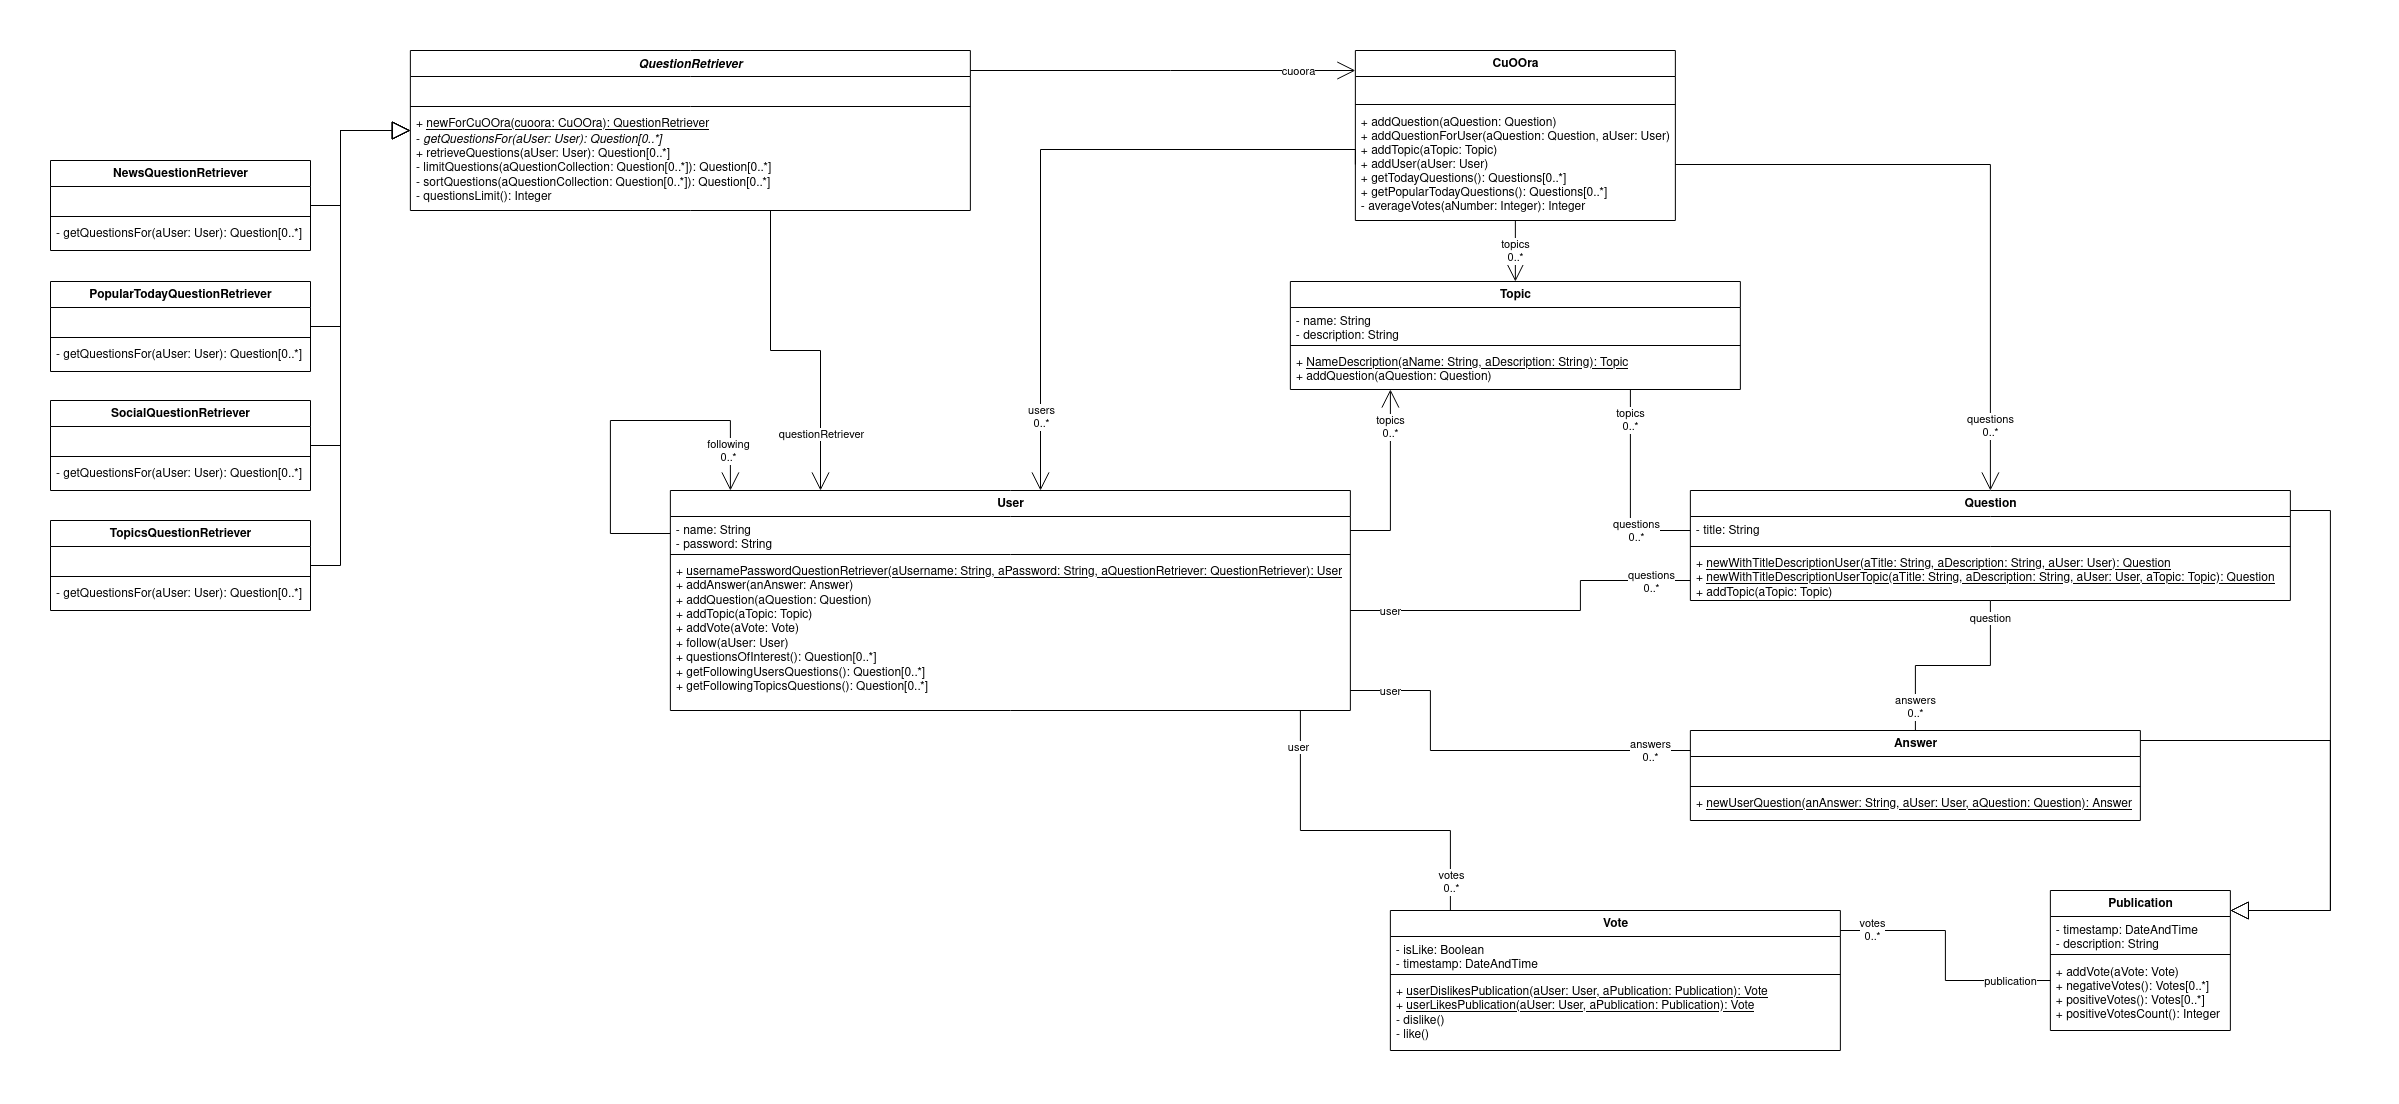 QuestionRetriever
+ newForCuOOra(cuoora: CuOOra): QuestionRetriever
- getQuestionsFor(aUser: User): Question[0..*]
+ retrieveQuestions(aUser: User): Question[0..*]
- limitQuestions(aQuestionCollection: Question[0..*]): Question[0..*]
- sortQuestions(aQuestionCollection: Question[0..*]): Question[0..*]
- questionsLimit(): Integer
cuoora
CuOOra
+ addQuestion(aQuestion: Question)
+ addQuestionForUser(aQuestion: Question, aUser: User)
+ addTopic(aTopic: Topic)
+ addUser(aUser: User)
+ getTodayQuestions(): Questions[0..*]
+ getPopularTodayQuestions(): Questions[0..*]
- averageVotes(aNumber: Integer): Integer
NewsQuestionRetriever
- getQuestionsFor(aUser: User): Question[0..*]
PopularTodayQuestionRetriever
- getQuestionsFor(aUser: User): Question[0..*]
SocialQuestionRetriever
- getQuestionsFor(aUser: User): Question[0..*]
TopicsQuestionRetriever
- getQuestionsFor(aUser: User): Question[0..*]
topics
0..*
Topic
- name: String
- description: String
+ NameDescription(aName: String, aDescription: String): Topic
+ addQuestion(aQuestion: Question)
following
0..*
questionRetriever
users
0..*
topics
0..*
topics
0..*
questions
0..*
questions
0..*
User
- name: String
- password: String
+ usernamePasswordQuestionRetriever(aUsername: String, aPassword: String, aQuestionRetriever: QuestionRetriever): User
+ addAnswer(anAnswer: Answer)
+ addQuestion(aQuestion: Question)
+ addTopic(aTopic: Topic)
+ addVote(aVote: Vote)
+ follow(aUser: User)
+ questionsOfInterest(): Question[0..*]
+ getFollowingUsersQuestions(): Question[0..*]
+ getFollowingTopicsQuestions(): Question[0..*]
Question
- title: String
+ newWithTitleDescriptionUser(aTitle: String, aDescription: String, aUser: User): Question
+ newWithTitleDescriptionUserTopic(aTitle: String, aDescription: String, aUser: User, aTopic: Topic): Question
+ addTopic(aTopic: Topic)
questions
0..*
user
question
answers
0..*
user
answers
0..*
Answer
+ newUserQuestion(anAnswer: String, aUser: User, aQuestion: Question): Answer
user
votes
0..*
Vote
- isLike: Boolean
- timestamp: DateAndTime
+ userDislikesPublication(aUser: User, aPublication: Publication): Vote
+ userLikesPublication(aUser: User, aPublication: Publication): Vote
- dislike()
- like()
votes
0..*
publication
Publication
- timestamp: DateAndTime
- description: String
+ addVote(aVote: Vote)
+ negativeVotes(): Votes[0..*]
+ positiveVotes(): Votes[0..*]
+ positiveVotesCount(): Integer